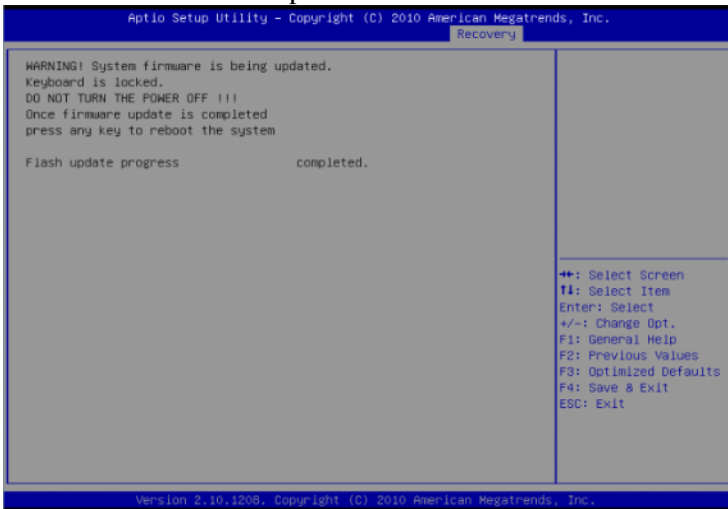 Aptio Setup Utility – Copyright (C) 2010 American Megatrends, Inc.
Recovery
WARNING! System firmware is being updated.
Keyboard is locked.
DO NOT TURN THE POWER OFF !!!
Once firmware update is completed
press any key to reboot the system
Flash update progress completed.
→←: Select Screen
↑↓: Select Item
Enter: Select
+/-: Change Opt.
F1: General Help
F2: Previous Values
F3: Optimized Defaults
F4: Save & Exit
ESC: Exit
Version 2.10.1208. Copyright (C) 2010 American Megatrends, Inc.